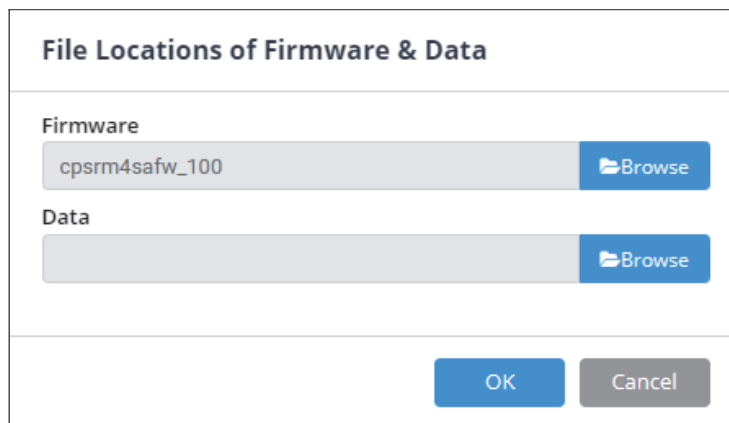 File Locations of Firmware & Data
Firmware
cpsrm4safw_100
Browse
Data
Browse
OK
Cancel